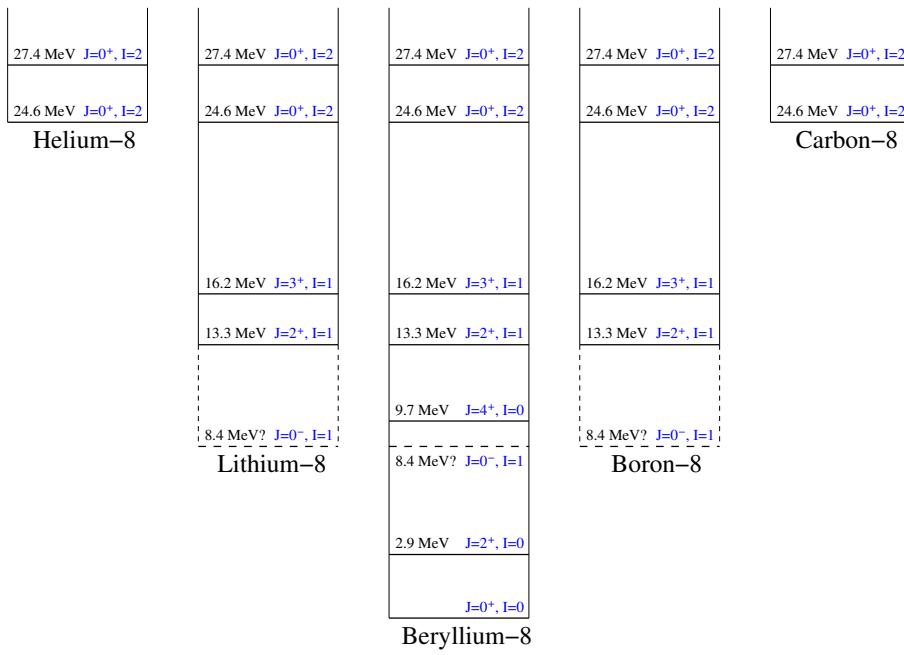 27.4 MeV J=0⁺, I=2
24.6 MeV J=0⁺, I=2
Helium−8
27.4 MeV J=0⁺, I=2
24.6 MeV J=0⁺, I=2
16.2 MeV J=3⁺, I=1
13.3 MeV J=2⁺, I=1
8.4 MeV? J=0⁻, I=1
Lithium−8
27.4 MeV J=0⁺, I=2
24.6 MeV J=0⁺, I=2
16.2 MeV J=3⁺, I=1
13.3 MeV J=2⁺, I=1
9.7 MeV J=4⁺, I=0
8.4 MeV? J=0⁻, I=1
2.9 MeV J=2⁺, I=0
J=0⁺, I=0
Beryllium−8
27.4 MeV J=0⁺, I=2
24.6 MeV J=0⁺, I=2
16.2 MeV J=3⁺, I=1
13.3 MeV J=2⁺, I=1
8.4 MeV? J=0⁻, I=1
Boron−8
27.4 MeV J=0⁺, I=2
24.6 MeV J=0⁺, I=2
Carbon−8